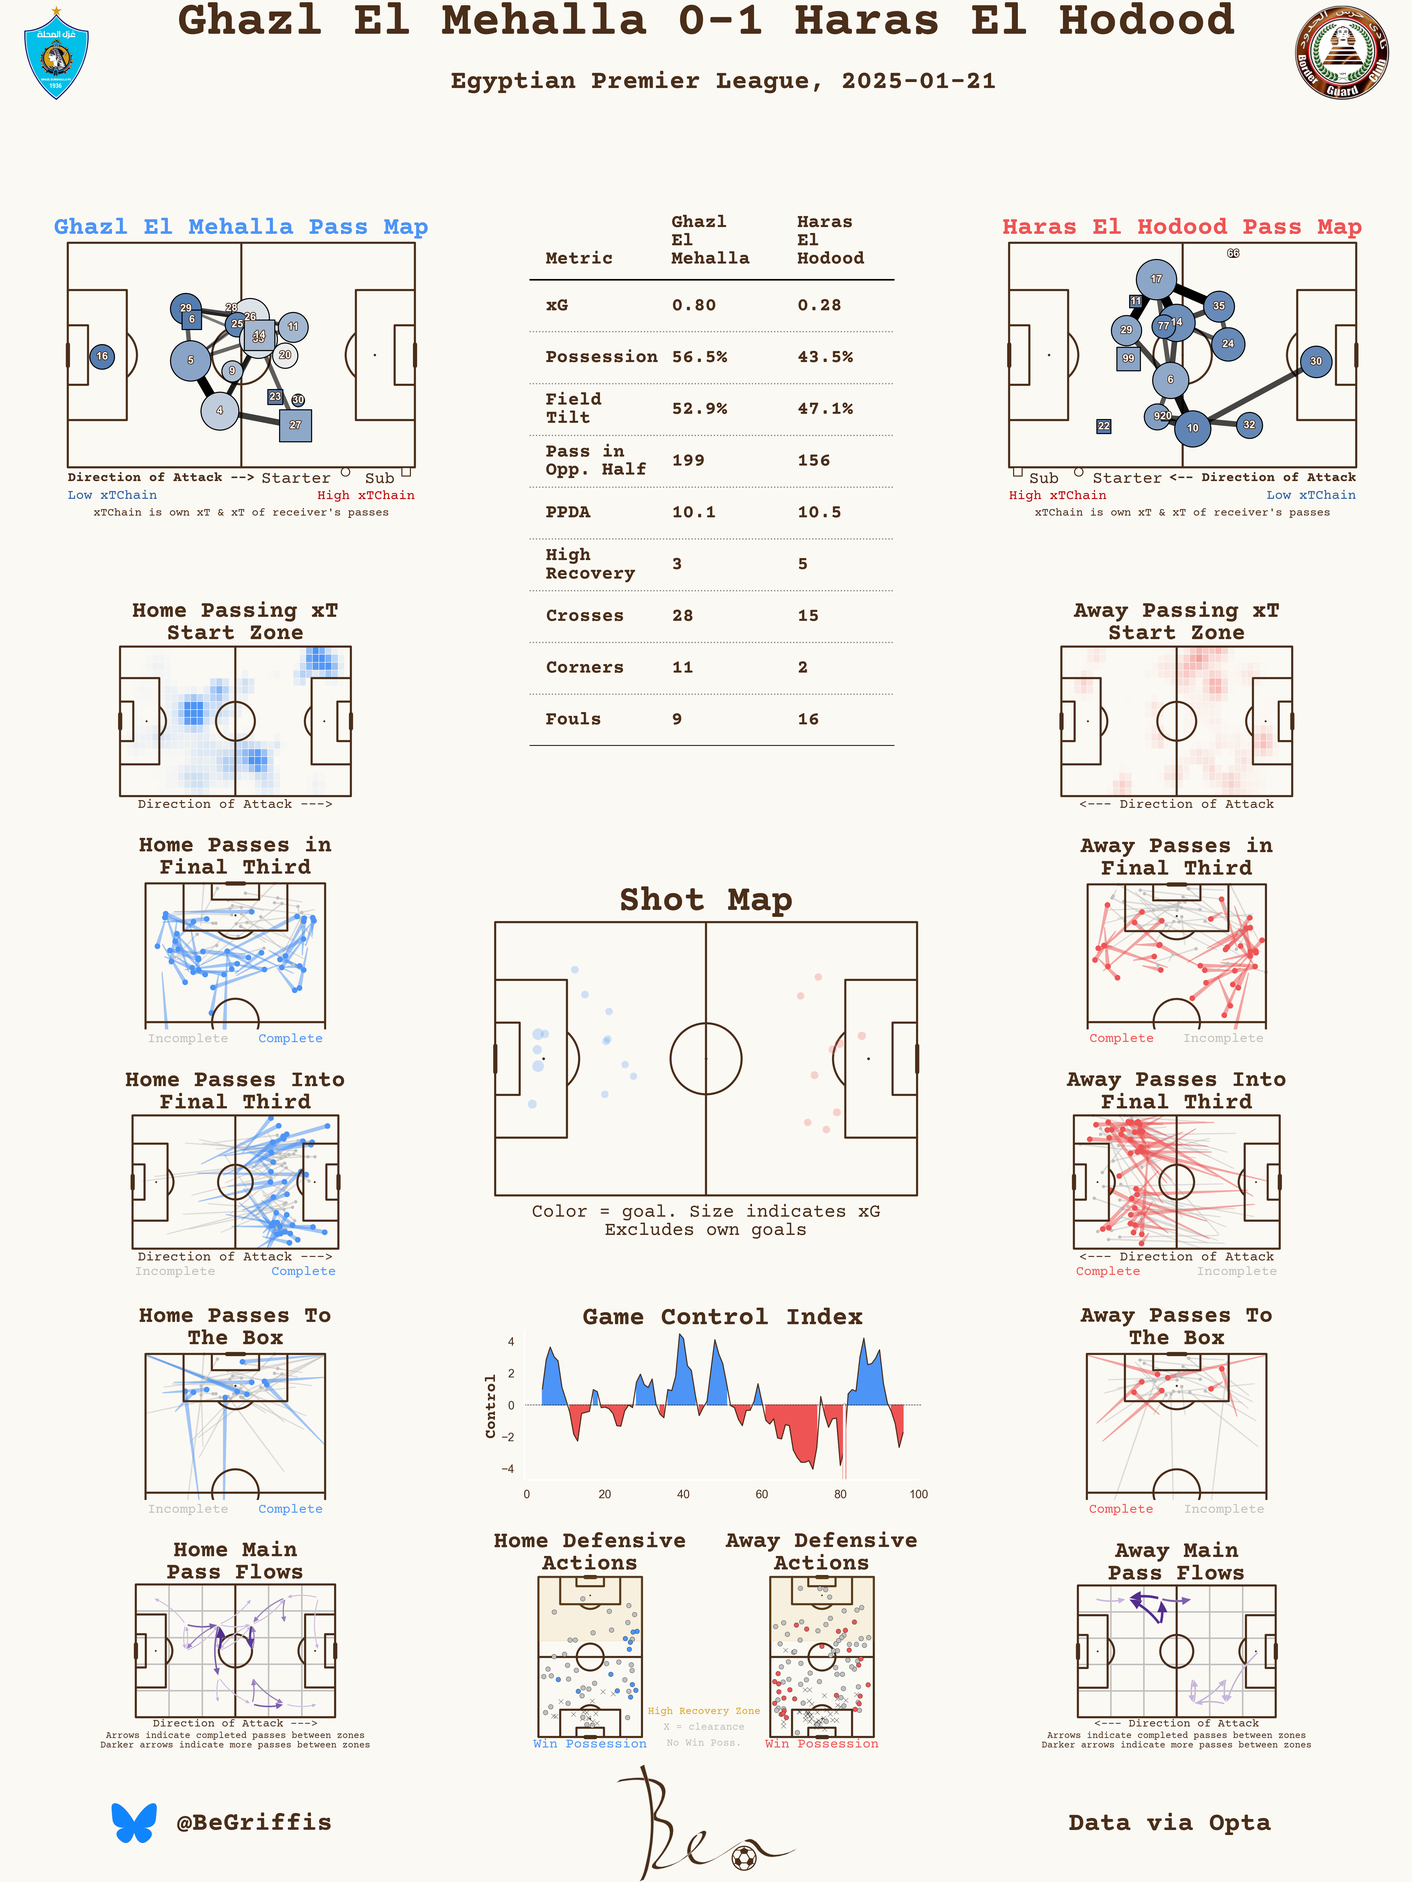 Ghazl El Mehalla 0-1 Haras El Hodood
Egyptian Premier League, 2025-01-21
غزل المحلة
1936
نادي حرس الحدود
Border Guard Club
Ghazl El Mehalla Pass Map
29
28
26
6
25
14
11
16
5
20
9
4
23
30
27
Direction of Attack --> Starter Sub
Low xTChain High xTChain
xTChain is own xT & xT of receiver's passes
Metric Ghazl El Mehalla Haras El Hodood
xG 0.80 0.28
Possession 56.5% 43.5%
Field Tilt 52.9% 47.1%
Pass in Opp. Half 199 156
PPDA 10.1 10.5
High Recovery 3 5
Crosses 28 15
Corners 11 2
Fouls 9 16
Haras El Hodood Pass Map
66
17
11
35
29
77
14
24
99
30
6
920
10
32
22
Sub Starter <-- Direction of Attack
High xTChain Low xTChain
xTChain is own xT & xT of receiver's passes
Home Passing xT
Start Zone
Direction of Attack --->
Away Passing xT
Start Zone
<--- Direction of Attack
Home Passes in
Final Third
Incomplete Complete
Away Passes in
Final Third
Complete Incomplete
Shot Map
Color = goal. Size indicates xG
Excludes own goals
Home Passes Into
Final Third
Direction of Attack --->
Incomplete Complete
Away Passes Into
Final Third
<--- Direction of Attack
Complete Incomplete
Home Passes To
The Box
Incomplete Complete
Game Control Index
Control
4
2
0
−2
−4
0 20 40 60 80 100
Away Passes To
The Box
Complete Incomplete
Home Main
Pass Flows
Direction of Attack --->
Arrows indicate completed passes between zones
Darker arrows indicate more passes between zones
Home Defensive
Actions
Win Possession
High Recovery Zone
X = clearance
No Win Poss.
Away Defensive
Actions
Win Possession
Away Main
Pass Flows
<--- Direction of Attack
Arrows indicate completed passes between zones
Darker arrows indicate more passes between zones
@BeGriffis
Ben
Data via Opta